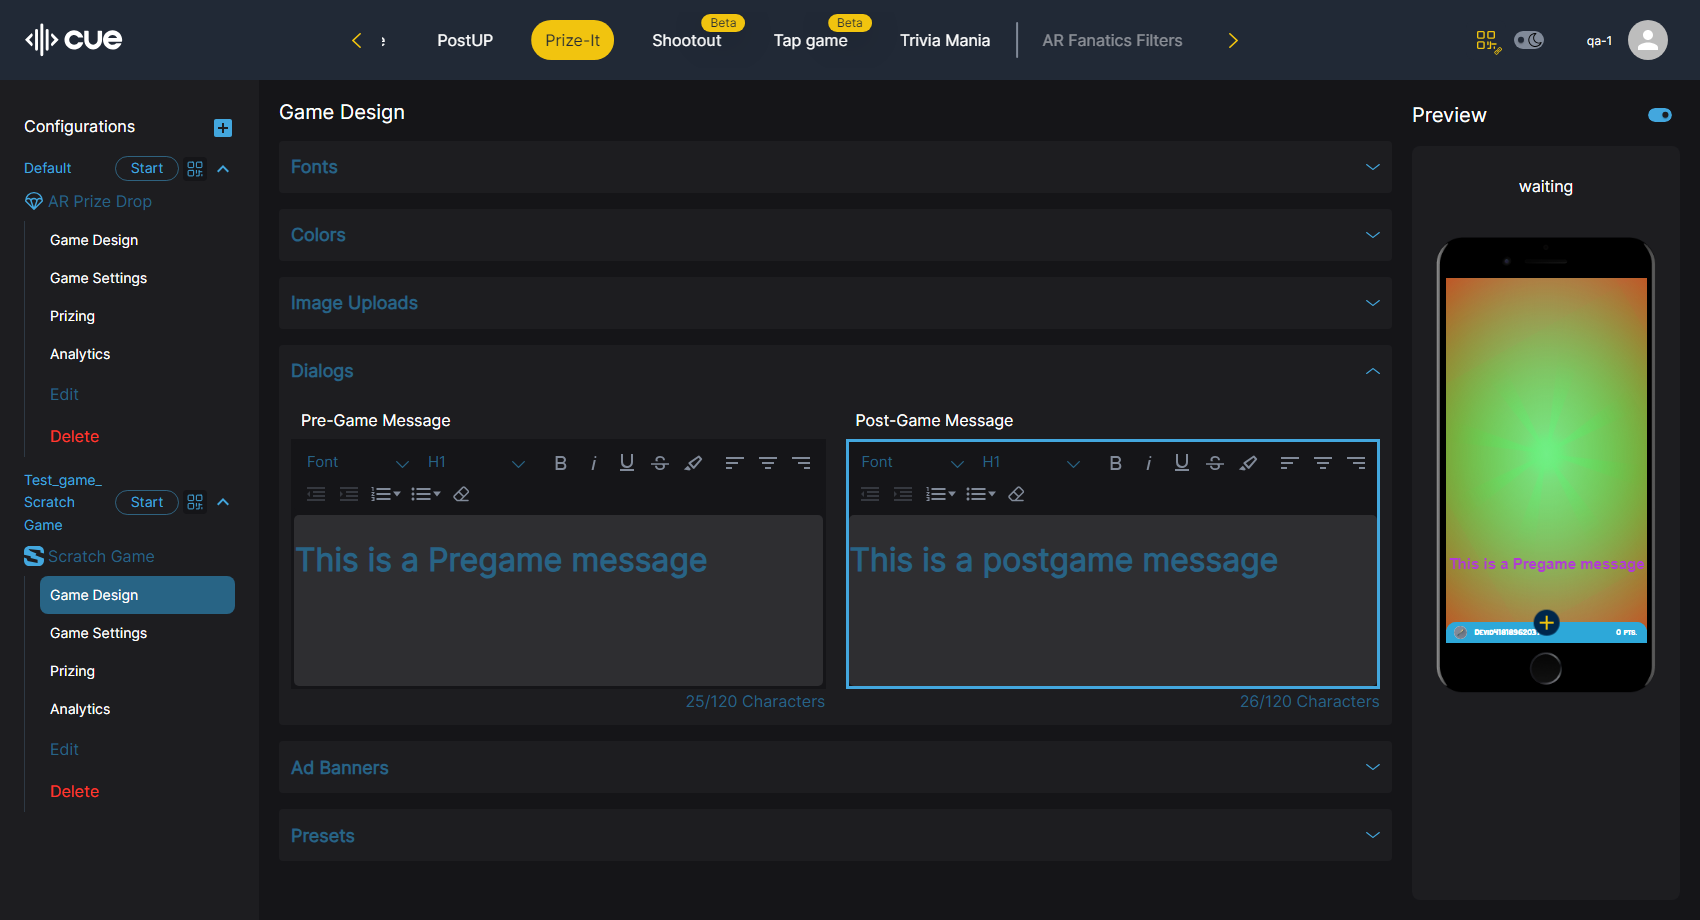 cue
PostUP
Prize-It
Shootout
Beta
Tap game
Beta
Trivia Mania
AR Fanatics Filters
qa-1
Configurations
Default
Start
AR Prize Drop
Game Design
Game Settings
Prizing
Analytics
Edit
Delete
Test_game_
Scratch
Game
Start
Scratch Game
Game Design
Game Settings
Prizing
Analytics
Edit
Delete
Game Design
Fonts
Colors
Image Uploads
Dialogs
Pre-Game Message
Font
H1
This is a Pregame message
25/120 Characters
Post-Game Message
Font
H1
This is a postgame message
26/120 Characters
Ad Banners
Presets
Preview
waiting
This is a Pregame message
0 PTS.